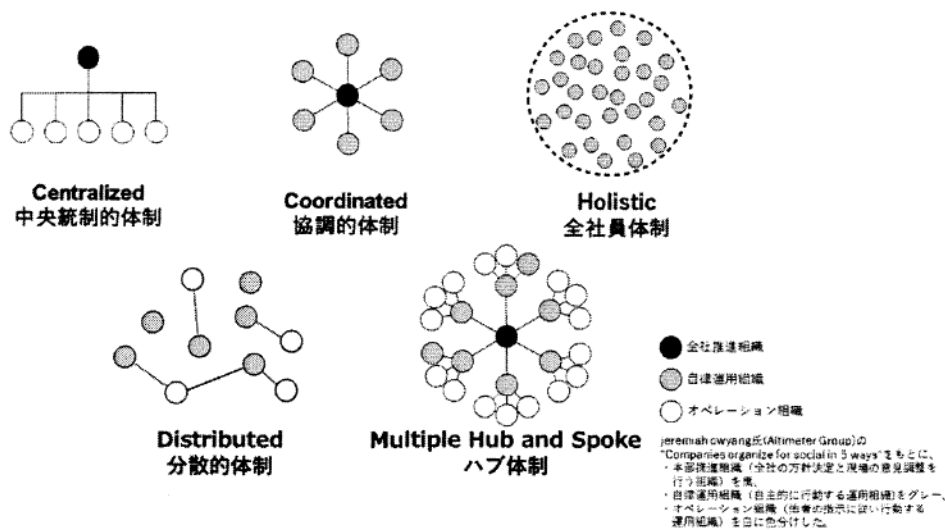 Centralized
中央統制的体制
Coordinated
協調的体制
Holistic
全社員体制
Distributed
分散的体制
Multiple Hub and Spoke
ハブ体制
全社推進組織
自律運用組織
オペレーション組織
jeremiah owyang氏(Altimeter Group)の
"Companies organize for social in 5 ways"をもとに、
・本部推進組織（全社の方針決定と現場の意見調整を
行う組織）を黒、
・自律運用組織（自主的に行動する運用組織)をグレー、
・オペレーション組織（他者の指示に従い行動する
運用組織）を白に色分けした。